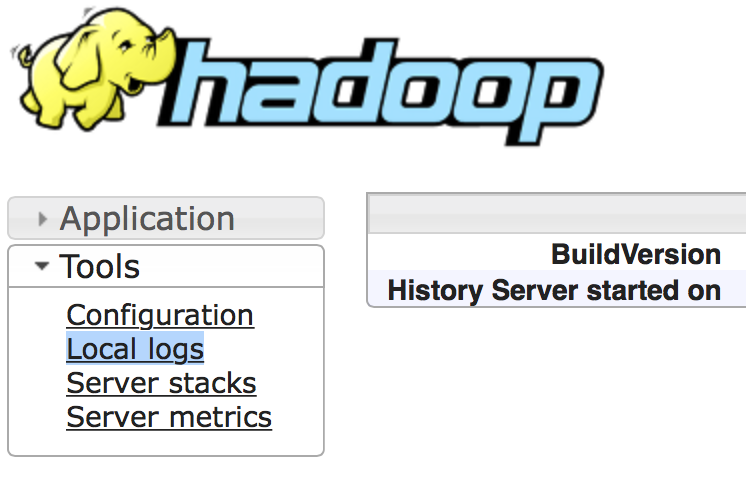 hadoop
Application
Tools
Configuration
Local logs
Server stacks
Server metrics
BuildVersion
History Server started on